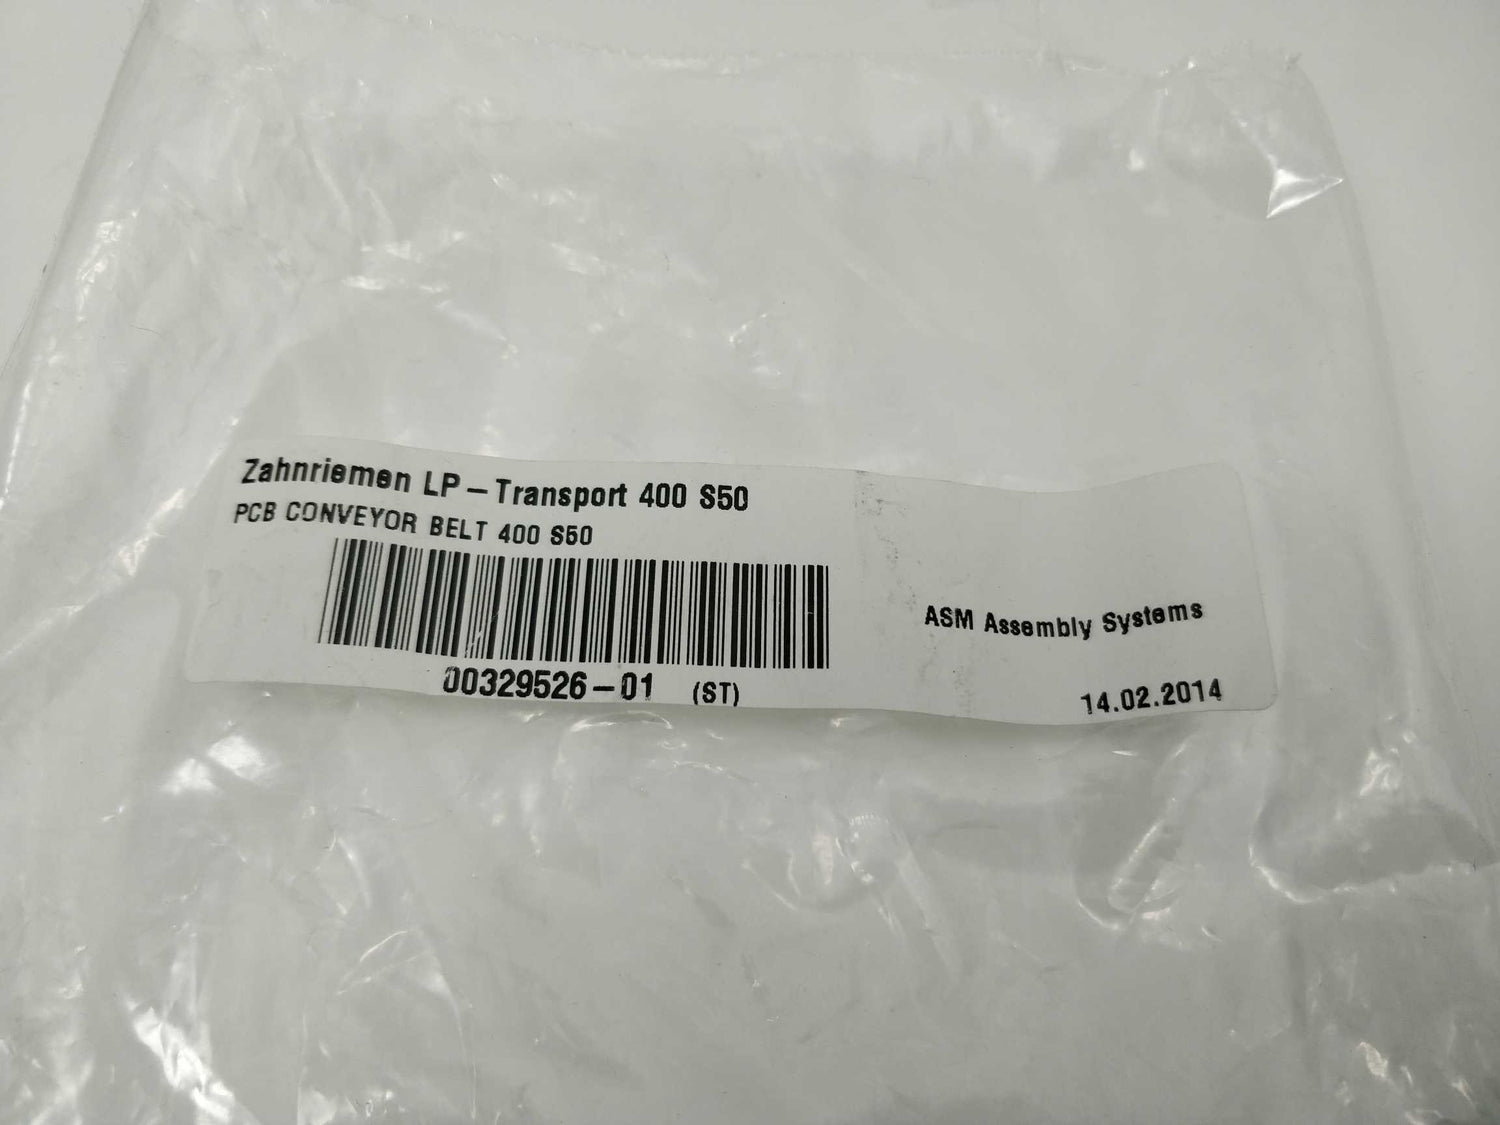 Zahnriemen LP-Transport 400 S50
PCB CONVEYOR BELT 400 S50
00329526-01 (ST)
ASM Assembly Systems
14.02.2014